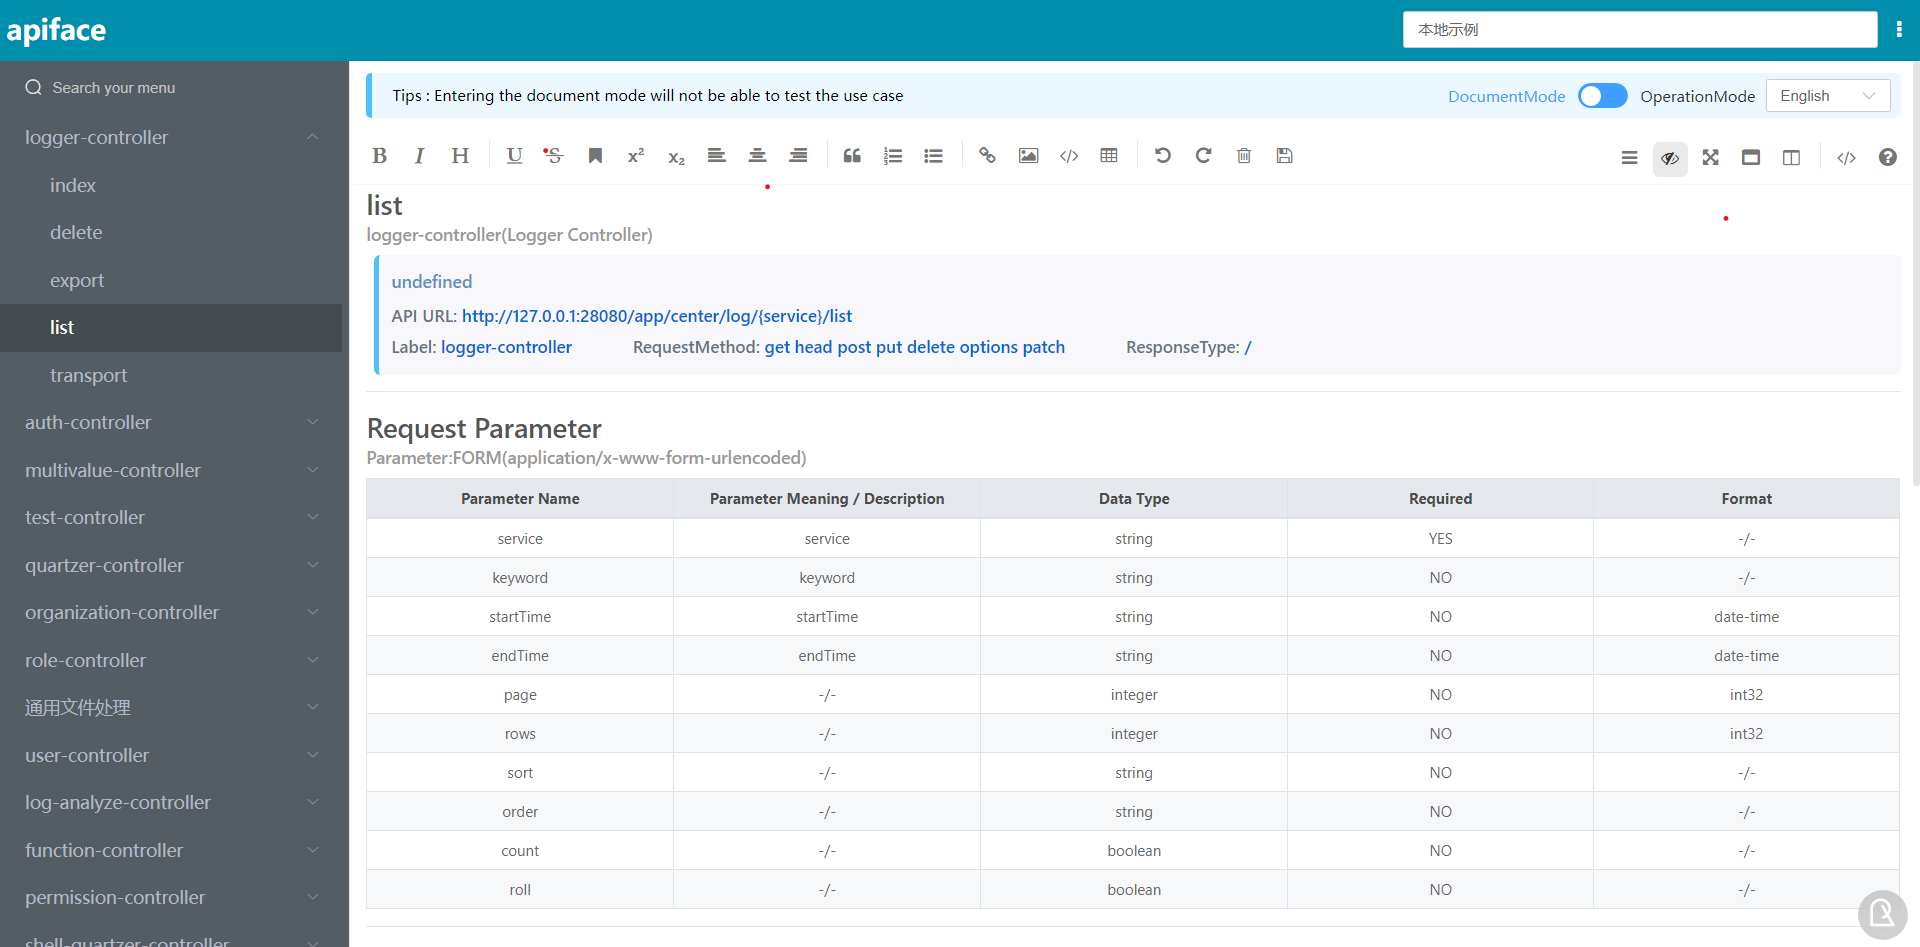 apiface
本地示例
Search your menu
logger-controller
index
delete
export
list
transport
auth-controller
multivalue-controller
test-controller
quartzer-controller
organization-controller
role-controller
通用文件处理
user-controller
log-analyze-controller
function-controller
permission-controller
shell-quartzer-controller
Tips : Entering the document mode will not be able to test the use case
DocumentMode OperationMode English
list
logger-controller(Logger Controller)
undefined
API URL: http://127.0.0.1:28080/app/center/log/{service}/list
Label: logger-controller RequestMethod: get head post put delete options patch ResponseType: /
Request Parameter
Parameter:FORM(application/x-www-form-urlencoded)
Parameter Name Parameter Meaning / Description Data Type Required Format
service service string YES -/-
keyword keyword string NO -/-
startTime startTime string NO date-time
endTime endTime string NO date-time
page -/- integer NO int32
rows -/- integer NO int32
sort -/- string NO -/-
order -/- string NO -/-
count -/- boolean NO -/-
roll -/- boolean NO -/-